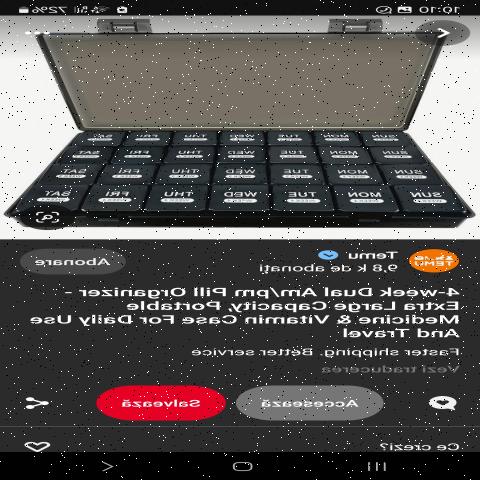 10:10 72%
SUN MON TUE WED THU FRI SAT
SUN MON TUE WED THU FRI SAT
SUN MON TUE WED THU FRI SAT
SUN MON TUE WED THU FRI SAT
TEMU
Temu
9,8 k de abonați
Abonare
4-week Dual Am/pm Pill Organizer -
Extra Large Capacity, Portable
Medicine & Vitamin Case For Daily Use
And Travel
Faster shipping. Better service
Vezi traducerea
Accesează Salvează
Ce crezi?